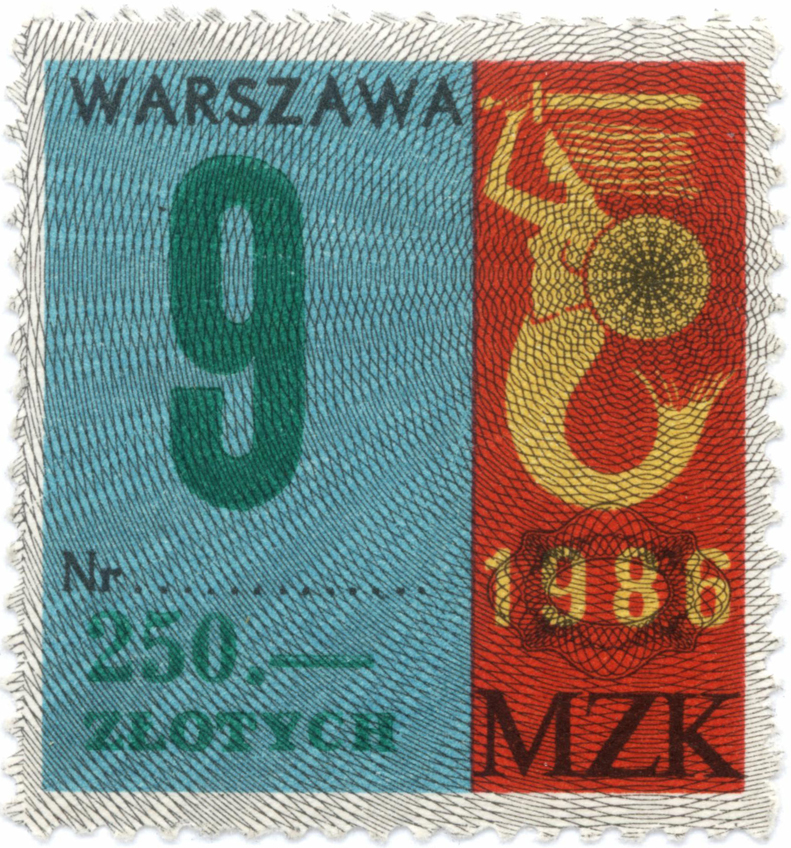 WARSZAWA
9
Nr..............
250.—
ZŁOTYCH
1986
MZK